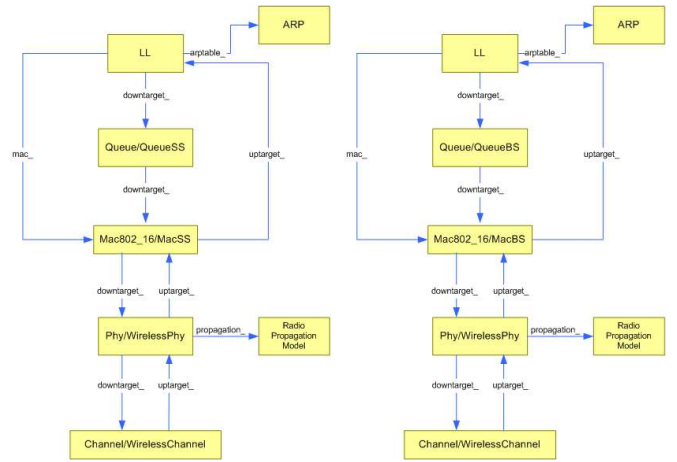 ARP
LL
arptable_
downtarget_
Queue/QueueSS
mac_
uptarget_
downtarget_
Mac802_16/MacSS
downtarget_
uptarget_
Phy/WirelessPhy
propagation_
Radio
Propagation
Model
downtarget_
uptarget_
Channel/WirelessChannel
ARP
LL
arptable_
downtarget_
Queue/QueueBS
mac_
uptarget_
downtarget_
Mac802_16/MacBS
downtarget_
uptarget_
Phy/WirelessPhy
propagation_
Radio
Propagation
Model
downtarget_
uptarget_
Channel/WirelessChannel